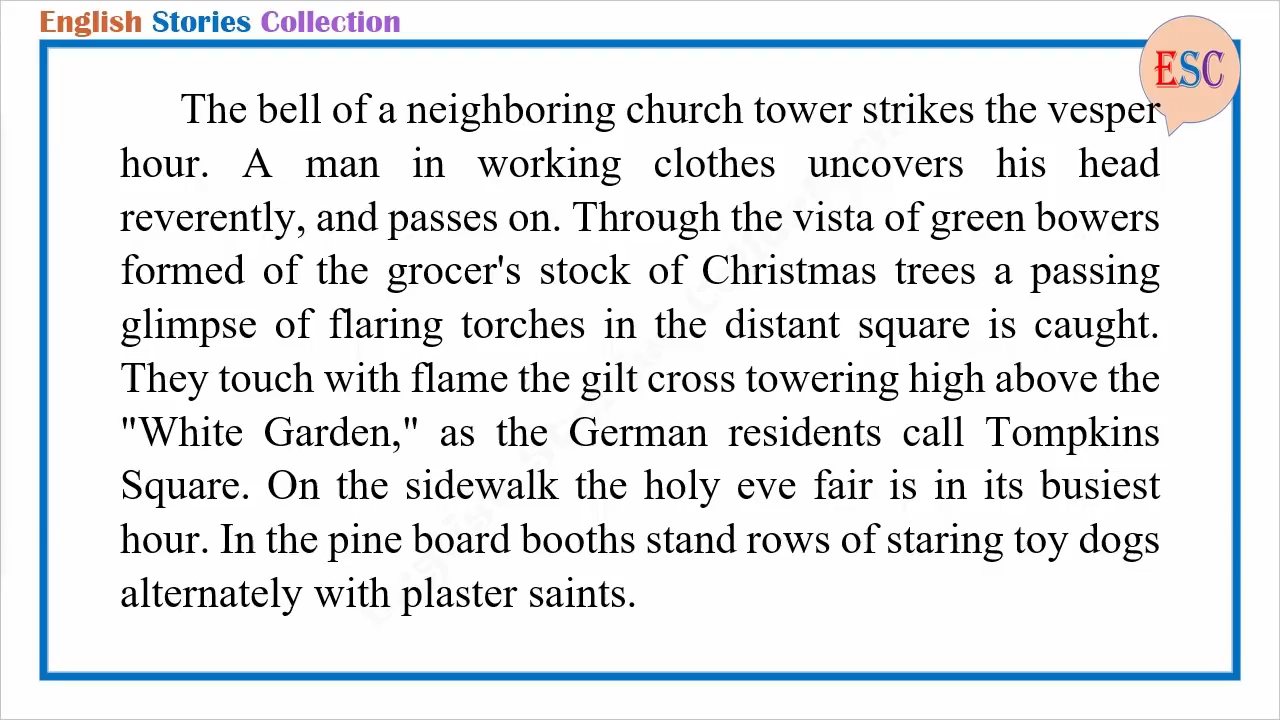 English Stories Collection
ESC
The bell of a neighboring church tower strikes the vesper
hour. A man in working clothes uncovers his head
reverently, and passes on. Through the vista of green bowers
formed of the grocer's stock of Christmas trees a passing
glimpse of flaring torches in the distant square is caught.
They touch with flame the gilt cross towering high above the
"White Garden," as the German residents call Tompkins
Square. On the sidewalk the holy eve fair is in its busiest
hour. In the pine board booths stand rows of staring toy dogs
alternately with plaster saints.